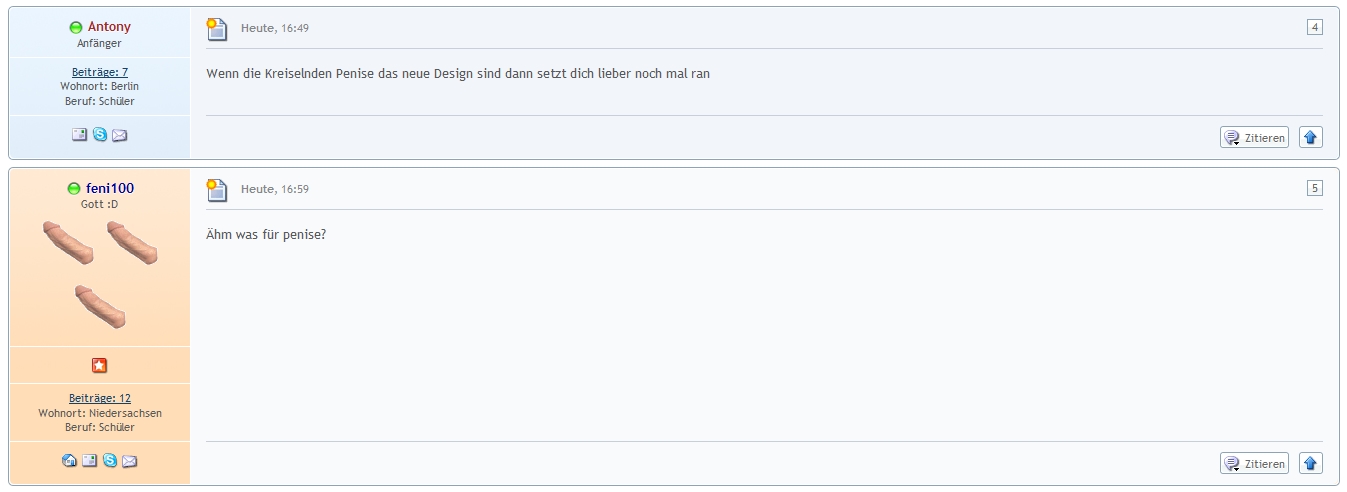 Antony
Anfänger
Beiträge: 7
Wohnort: Berlin
Beruf: Schüler
Heute, 16:49
4
Wenn die Kreiselnden Penise das neue Design sind dann setzt dich lieber noch mal ran
Zitieren
feni100
Gott :D
Beiträge: 12
Wohnort: Niedersachsen
Beruf: Schüler
Heute, 16:59
5
Ähm was für penise?
Zitieren